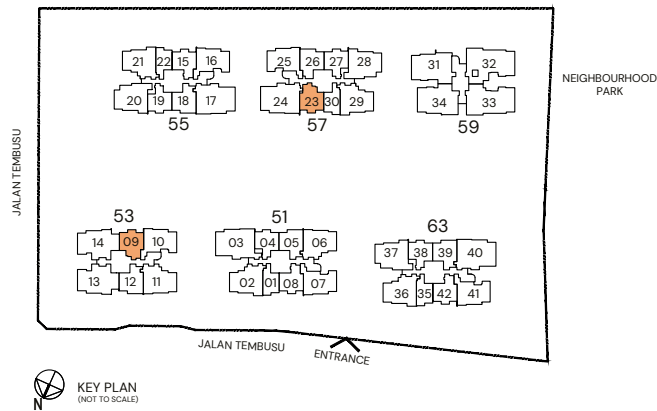 21 22 15 16
20 19 18 17
55
25 26 27 28
24 23 30 29
57
31 32
34 33
59
NEIGHBOURHOOD
PARK
JALAN TEMBUSU
53
14 09 10
13 12 11
51
03 04 05 06
02 01 08 07
63
37 38 39 40
36 35 42 41
JALAN TEMBUSU
ENTRANCE
N
KEY PLAN
(NOT TO SCALE)